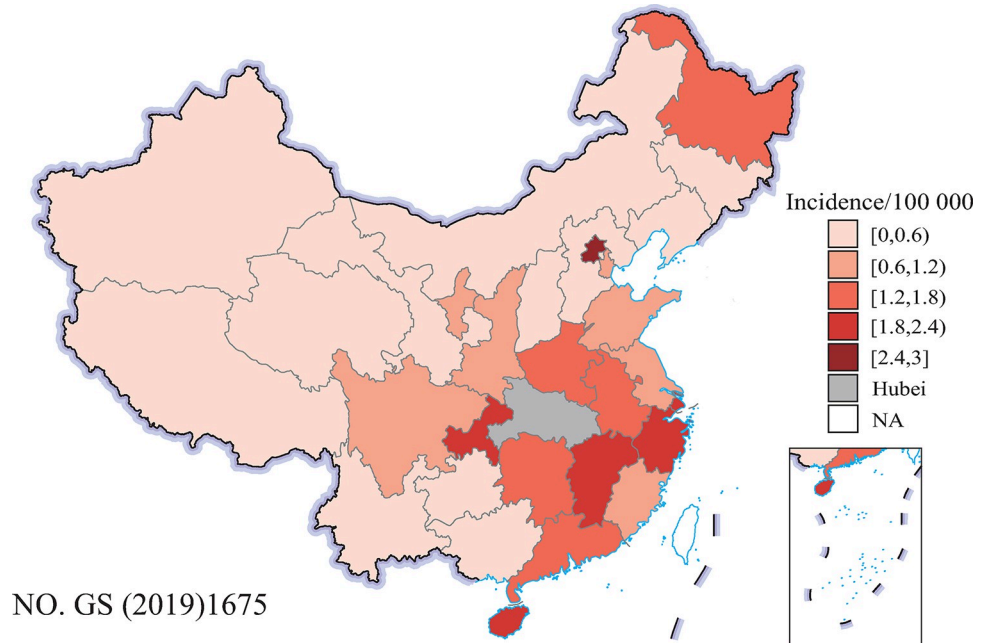 Incidence/100 000
[0,0.6)
[0.6,1.2)
[1.2,1.8)
[1.8,2.4)
[2.4,3]
Hubei
NA
NO. GS (2019)1675